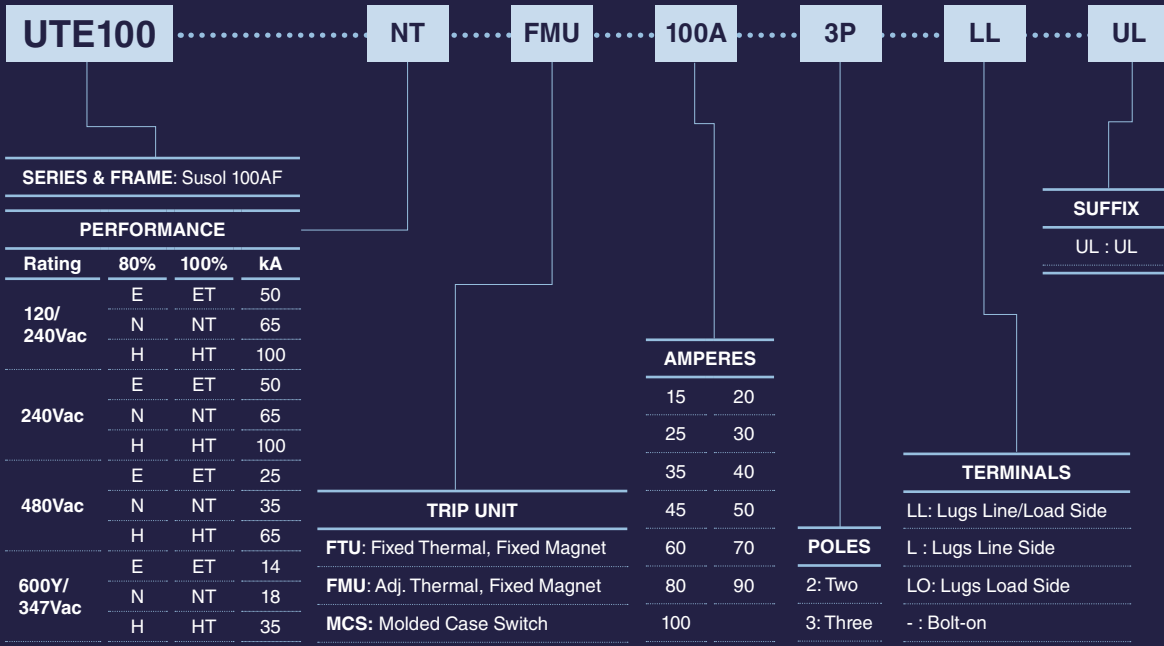 UTE100 NT FMU 100A 3P LL UL
SERIES & FRAME: Susol 100AF
PERFORMANCE
Rating 80% 100% kA
120/
240Vac
E ET 50
N NT 65
H HT 100
240Vac
E ET 50
N NT 65
H HT 100
480Vac
E ET 25
N NT 35
H HT 65
600Y/
347Vac
E ET 14
N NT 18
H HT 35
TRIP UNIT
FTU: Fixed Thermal, Fixed Magnet
FMU: Adj. Thermal, Fixed Magnet
MCS: Molded Case Switch
AMPERES
15 20
25 30
35 40
45 50
60 70
80 90
100
POLES
2: Two
3: Three
TERMINALS
LL: Lugs Line/Load Side
L : Lugs Line Side
LO: Lugs Load Side
- : Bolt-on
SUFFIX
UL : UL